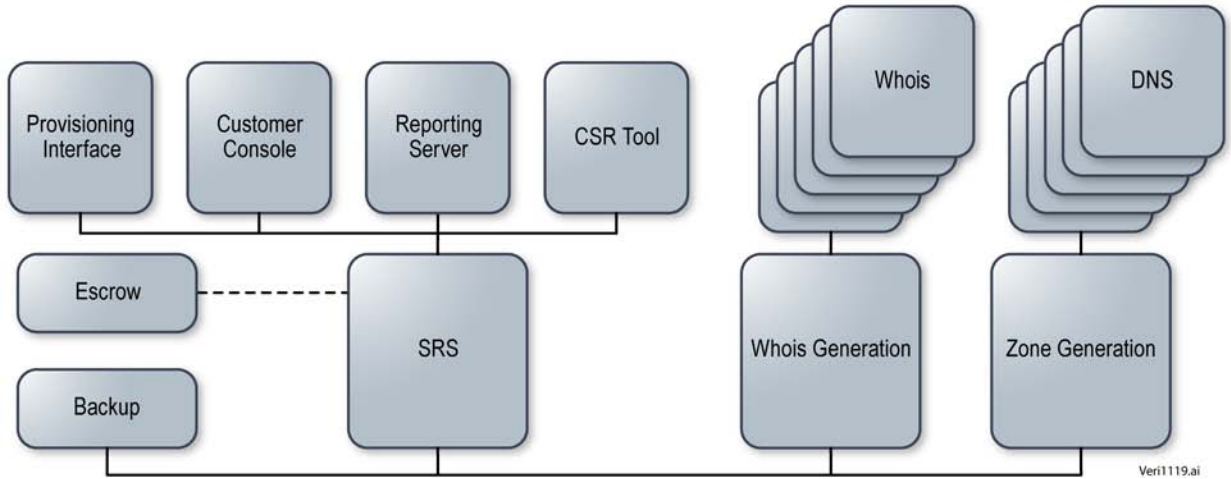 Provisioning
Interface
Customer
Console
Reporting
Server
CSR Tool
Whois
DNS
Escrow
SRS
Whois Generation
Zone Generation
Backup
Veri1119.ai